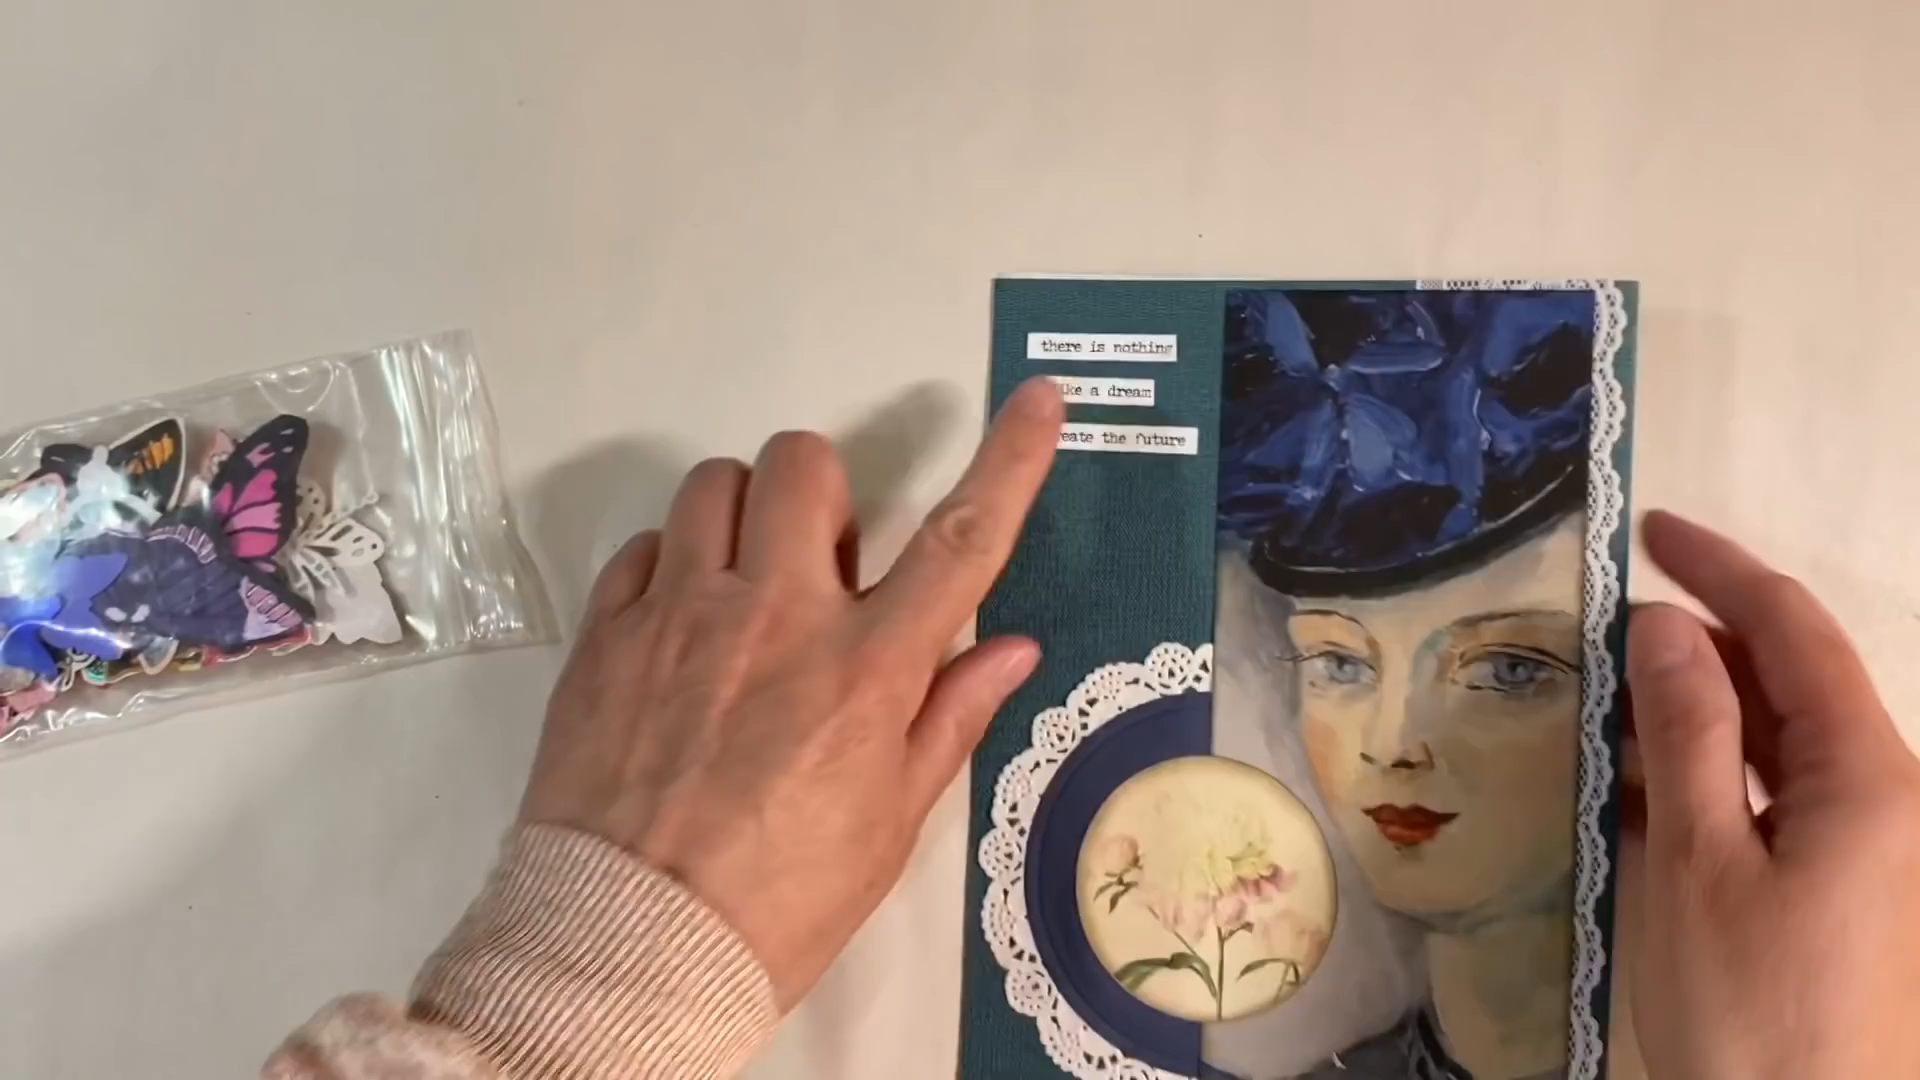 there is nothing
a dream
the future